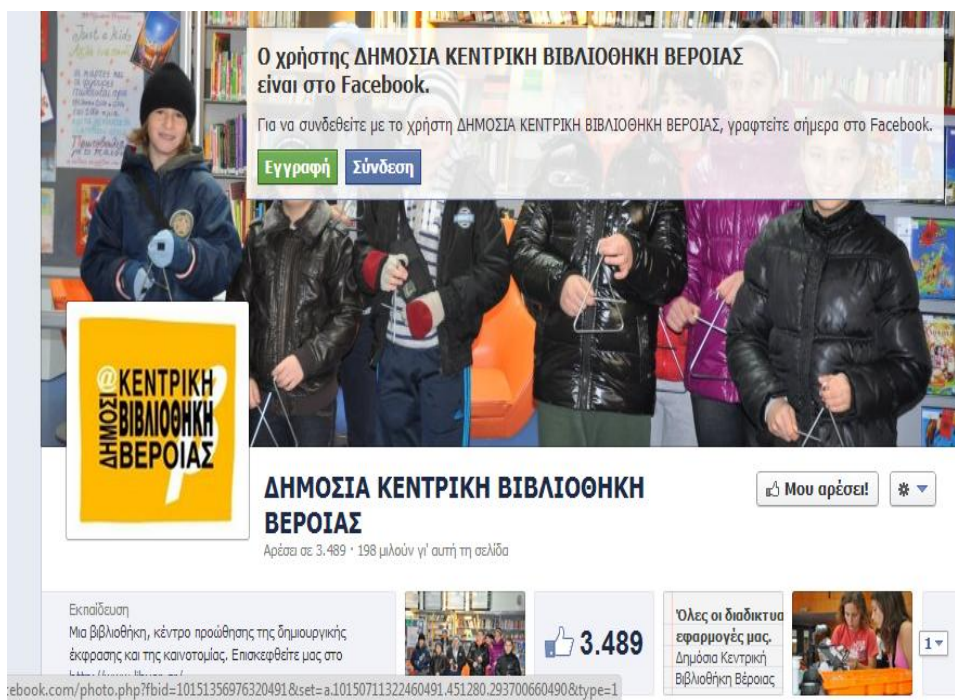 Just a Kid
Ο χρήστης ΔΗΜΟΣΙΑ ΚΕΝΤΡΙΚΗ ΒΙΒΛΙΟΘΗΚΗ ΒΕΡΟΙΑΣ
είναι στο Facebook.
Για να συνδεθείτε με το χρήστη ΔΗΜΟΣΙΑ ΚΕΝΤΡΙΚΗ ΒΙΒΛΙΟΘΗΚΗ ΒΕΡΟΙΑΣ, γραφτείτε σήμερα στο Facebook.
Εγγραφή Σύνδεση
ΔΗΜΟΣΙ@
ΚΕΝΤΡΙΚΗ
ΒΙΒΛΙΟΘΗΚΗ
ΒΕΡΟΙΑΣ
ΔΗΜΟΣΙΑ ΚΕΝΤΡΙΚΗ ΒΙΒΛΙΟΘΗΚΗ
ΒΕΡΟΙΑΣ
Αρέσει σε 3.489 · 198 μιλούν γι' αυτή τη σελίδα
Μου αρέσει!
Εκπαίδευση
Μια βιβλιοθήκη, κέντρο προώθησης της δημιουργικής
έκφρασης και της καινοτομίας. Επισκεφθείτε μας στο
3.489
Όλες οι διαδικτυα
εφαρμογές μας.
Δημόσια Κεντρική
Βιβλιοθήκη Βέροιας
1
cebook.com/photo.php?fbid=10151356976320491&set=a.10150711322460491.451280.293700660490&type=1